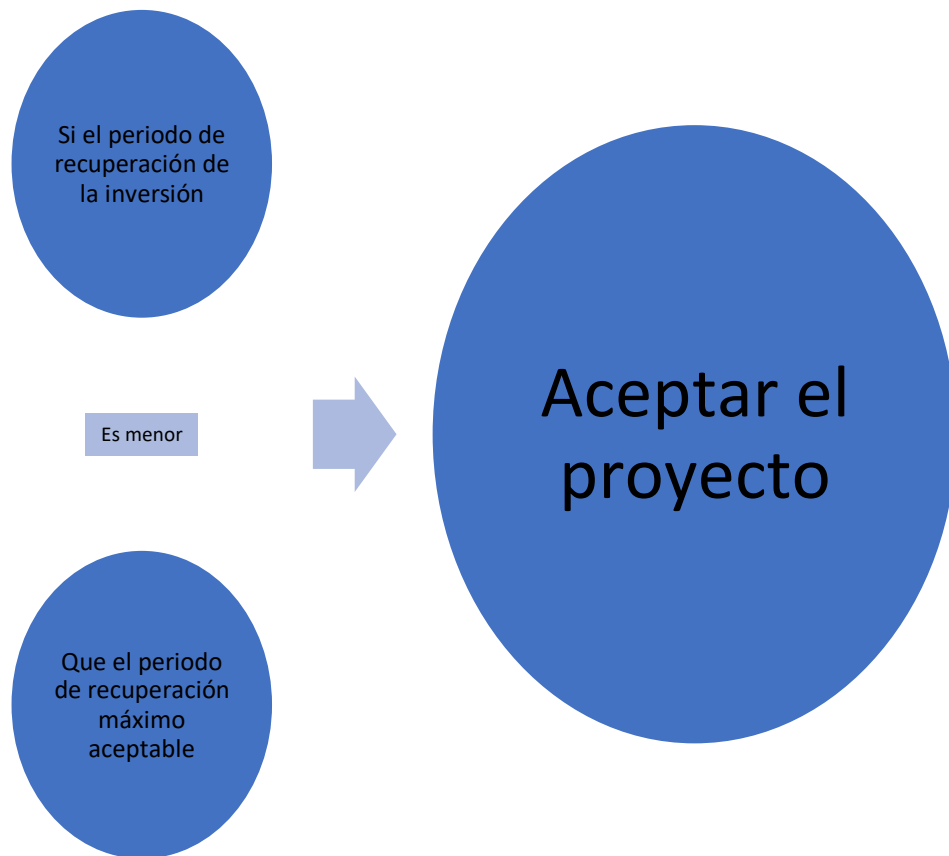 Si el periodo de
recuperación de
la inversión
Es menor
Que el periodo
de recuperación
máximo
aceptable
Aceptar el
proyecto